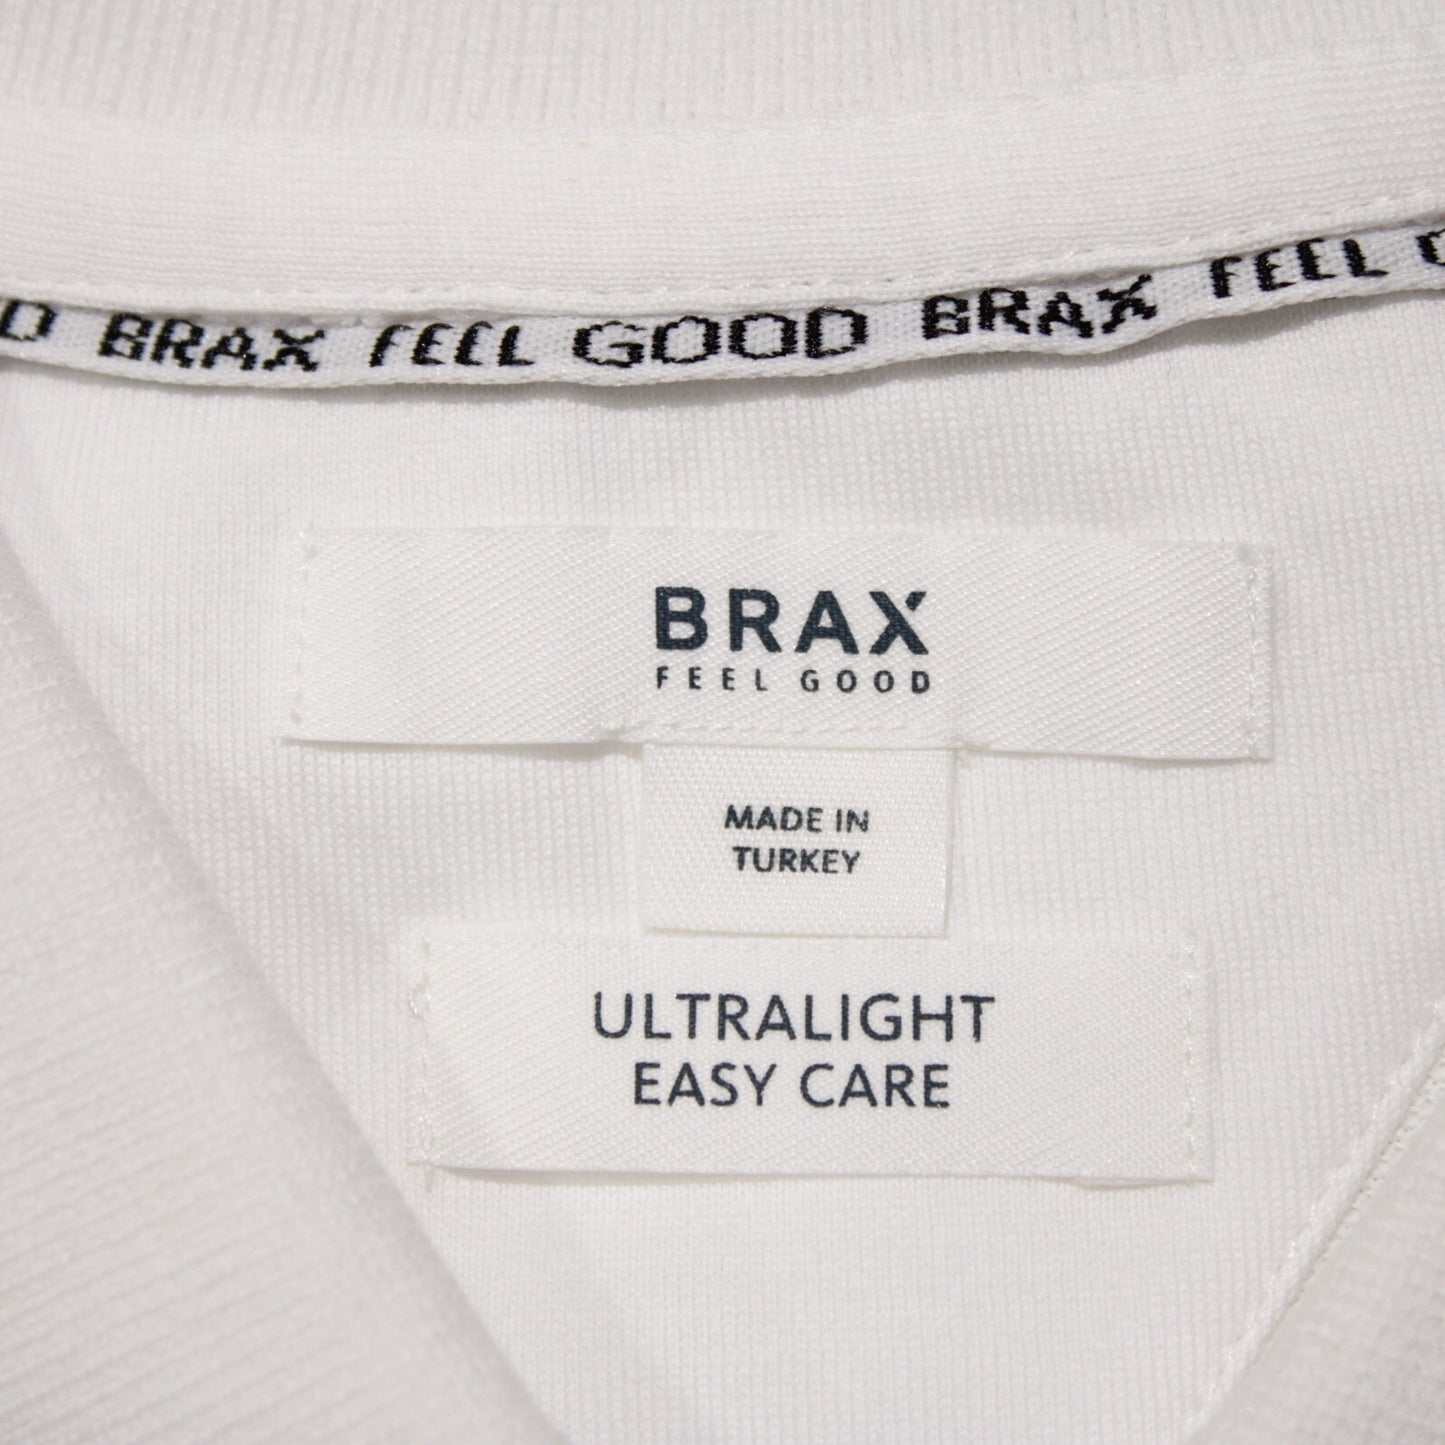 BRAX FEEL GOOD BRAX FEEL
BRAX
FEEL GOOD
MADE IN
TURKEY
ULTRALIGHT
EASY CARE